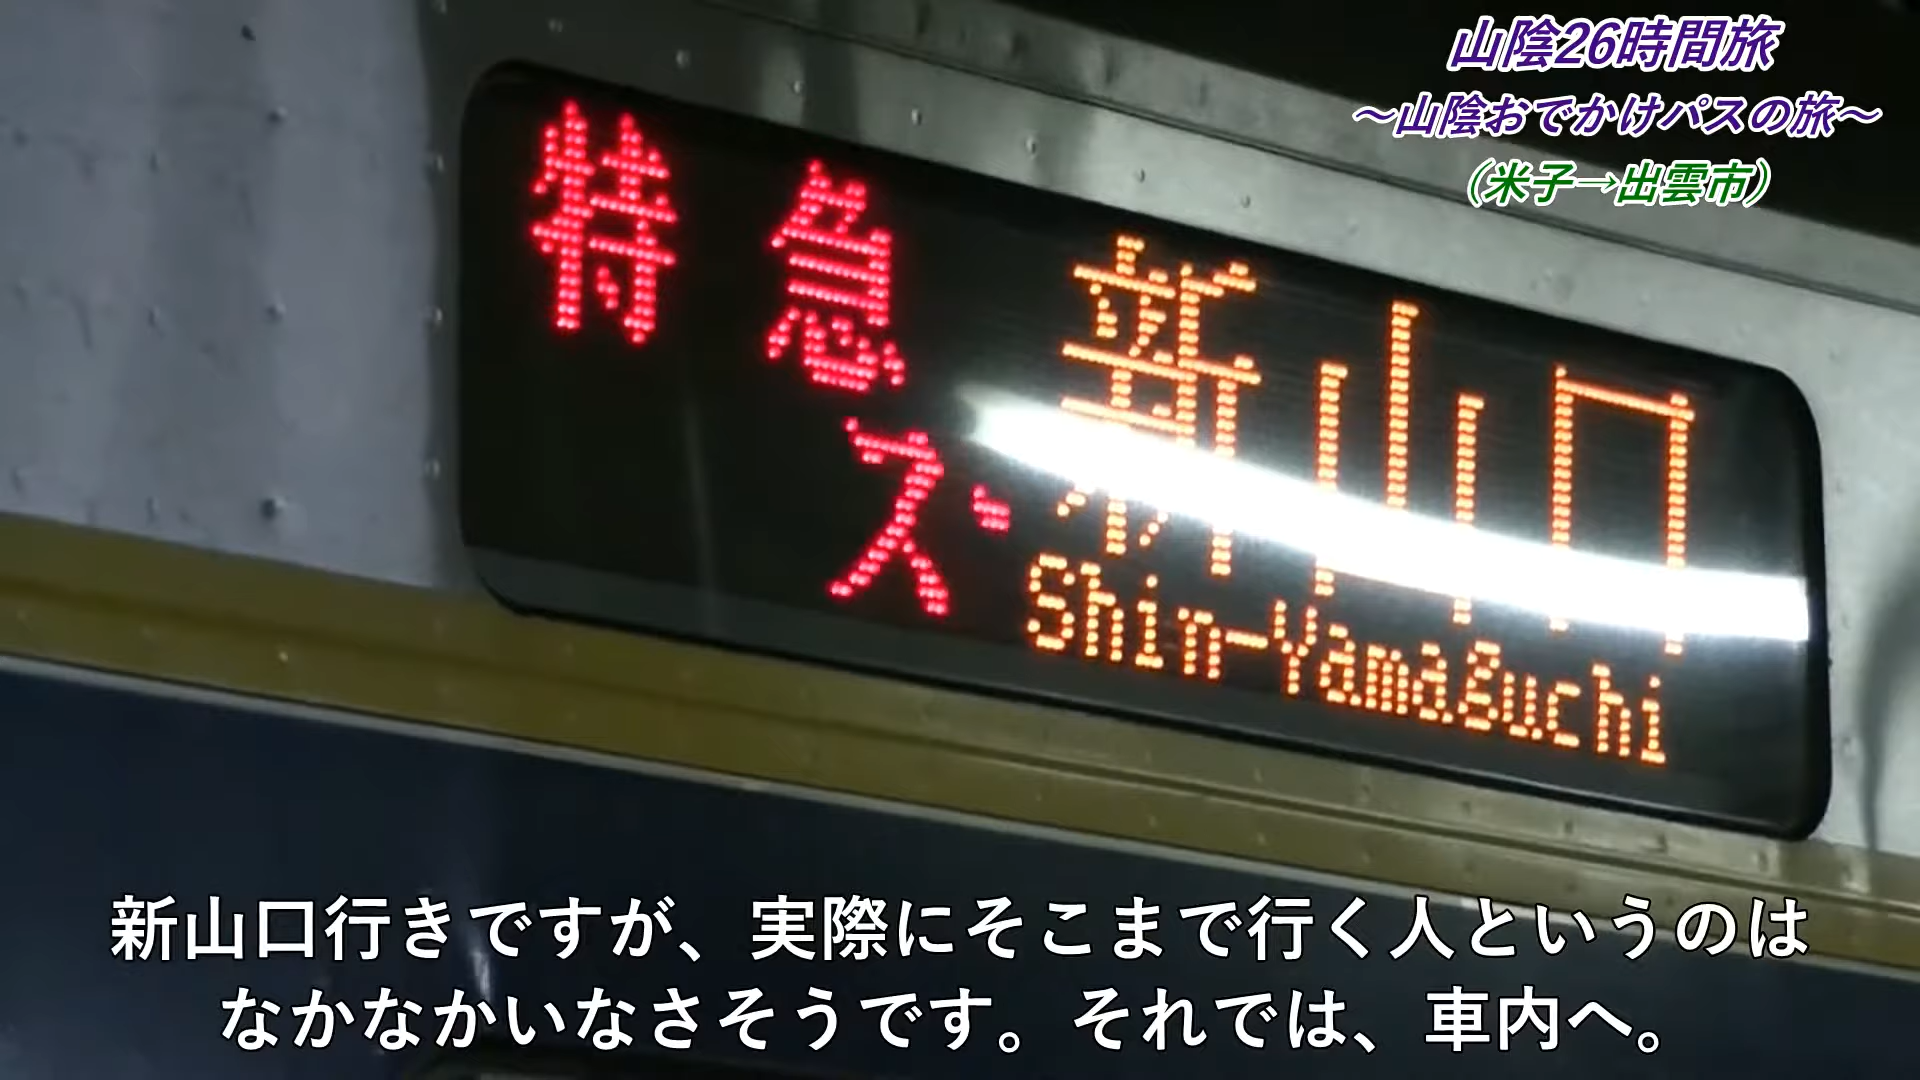 山陰26時間旅
～山陰おでかけパスの旅～
（米子→出雲市）
特急 新山口
ス
Shin-Yamaguchi
新山口行きですが、実際にそこまで行く人というのは
なかなかいなさそうです。それでは、車内へ。